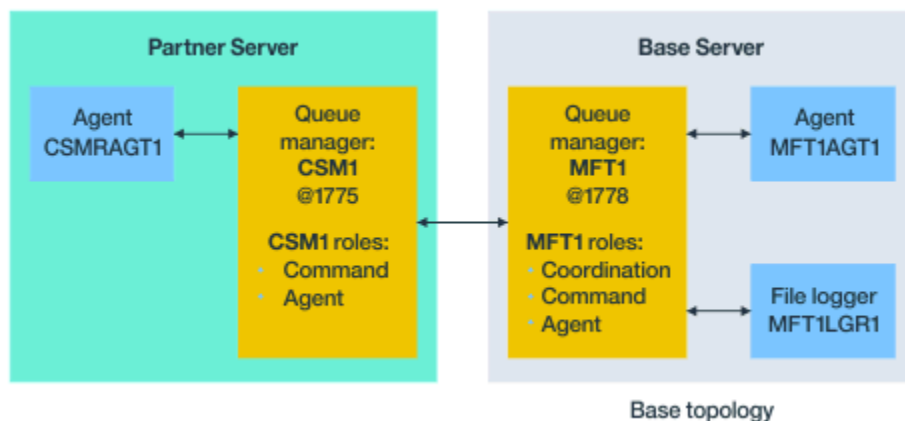 Partner Server
Agent
CSMRAGT1
Queue
manager:
CSM1
@1775
CSM1 roles:
• Command
• Agent
Base Server
Queue
manager:
MFT1
@1778
MFT1 roles:
• Coordination
• Command
• Agent
Agent
MFT1AGT1
File logger
MFT1LGR1
Base topology